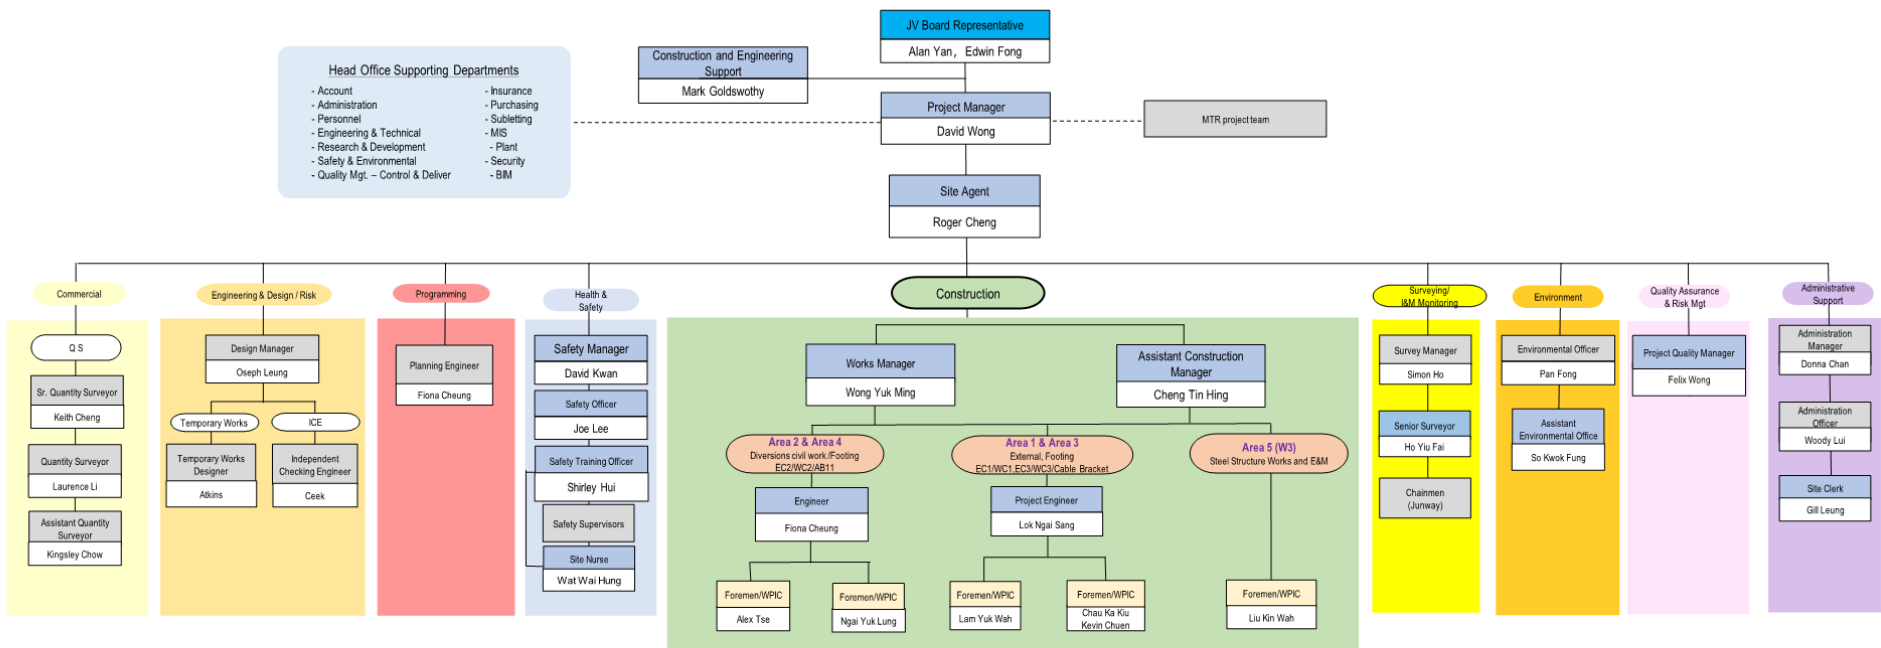 JV Board Representative
Alan Yan, Edwin Fong
Construction and Engineering
Support
Mark Goldswothy
Head Office Supporting Departments
- Account
- Administration
- Personnel
- Engineering & Technical
- Research & Development
- Safety & Environmental
- Quality Mgt. – Control & Deliver
- Insurance
- Purchasing
- Subletting
- MIS
- Plant
- Security
- BIM
Project Manager
David Wong
MTR project team
Site Agent
Roger Cheng
Commercial
Q S
Sr. Quantity Surveyor
Keith Cheng
Quantity Surveyor
Laurence Li
Assistant Quantity
Surveyor
Kingsley Chow
Engineering & Design / Risk
Design Manager
Oseph Leung
Temporary Works
Temporary Works
Designer
Atkins
ICE
Independent
Checking Engineer
Ceek
Programming
Planning Engineer
Fiona Cheung
Health &
Safety
Safety Manager
David Kwan
Safety Officer
Joe Lee
Safety Training Officer
Shirley Hui
Safety Supervisors
Site Nurse
Wat Wai Hung
Construction
Works Manager
Wong Yuk Ming
Assistant Construction
Manager
Cheng Tin Hing
Area 2 & Area 4
Diversions civil work /Footing
EC2/WC2/AB11
Engineer
Fiona Cheung
Foremen/WPIC
Alex Tse
Foremen/WPIC
Ngai Yuk Lung
Area 1 & Area 3
External, Footing
EC1/WC1,EC3/WC3/Cable Bracket
Project Engineer
Lok Ngai Sang
Foremen/WPIC
Lam Yuk Wah
Foremen/WPIC
Chau Ka Kiu
Kevin Chuen
Area 5 (W3)
Steel Structure Works and E&M
Foremen/WPIC
Liu Kin Wah
Surveying/
I&M Monitoring
Survey Manager
Simon Ho
Senior Surveyor
Ho Yiu Fai
Chainmen
(Junway)
Environment
Environmental Officer
Pan Fong
Assistant
Environmental Office
So Kwok Fung
Quality Assurance
& Risk Mgt
Project Quality Manager
Felix Wong
Administrative
Support
Administration
Manager
Donna Chan
Administration
Officer
Woody Lui
Site Clerk
Gill Leung